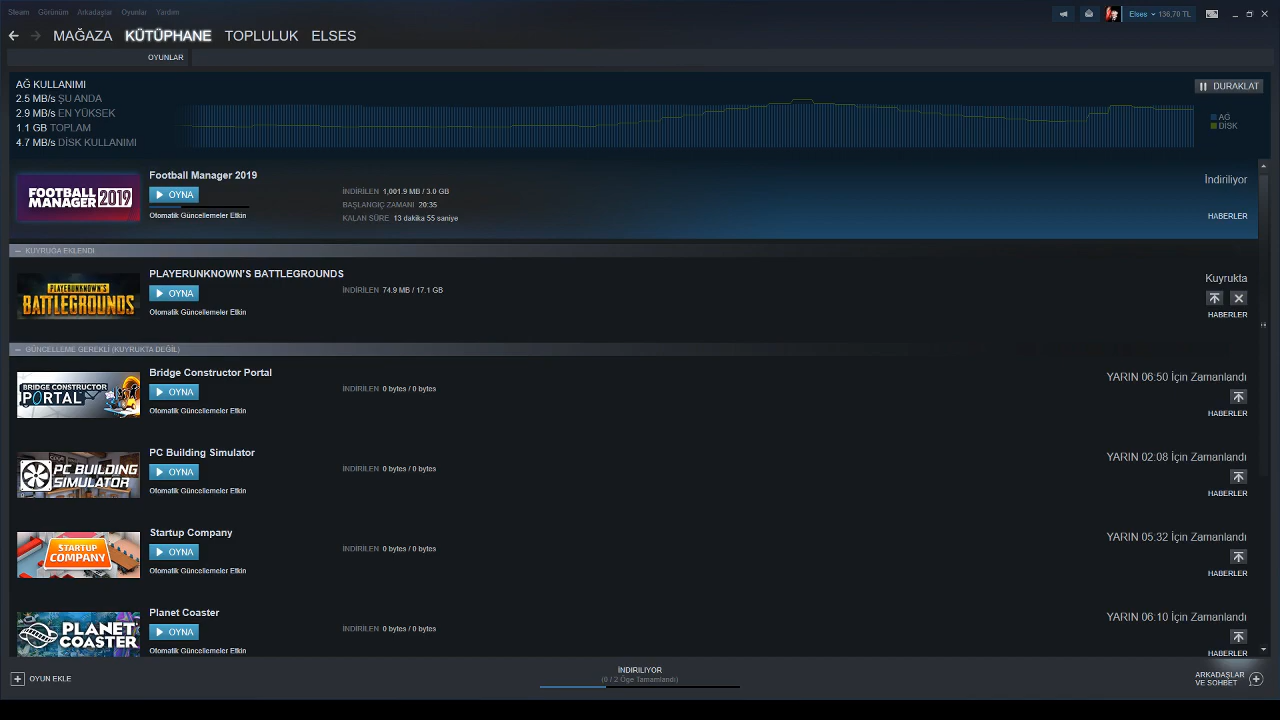 Steam Görünüm Arkadaşlar Oyunlar Yardım
Elses 136,70 TL
MAĞAZA KÜTÜPHANE TOPLULUK ELSES
OYUNLAR
AĞ KULLANIMI
2.5 MB/s ŞU ANDA
2.9 MB/s EN YÜKSEK
1.1 GB TOPLAM
4.7 MB/s DİSK KULLANIMI
DURAKLAT
AĞ
DİSK
FOOTBALL
MANAGER 2019
Football Manager 2019
OYNA
Otomatik Güncellemeler Etkin
İNDİRİLEN 1,001.9 MB / 3.0 GB
BAŞLANGIÇ ZAMANI 20:35
KALAN SÜRE 13 dakika 55 saniye
İndiriliyor
HABERLER
KUYRUĞA EKLENDİ
PLAYERUNKNOWN'S
BATTLEGROUNDS
PLAYERUNKNOWN'S BATTLEGROUNDS
OYNA
Otomatik Güncellemeler Etkin
İNDİRİLEN 74.9 MB / 17.1 GB
Kuyrukta
HABERLER
GÜNCELLEME GEREKLİ (KUYRUKTA DEĞİL)
BRIDGE CONSTRUCTOR
PORTAL
Bridge Constructor Portal
OYNA
Otomatik Güncellemeler Etkin
İNDİRİLEN 0 bytes / 0 bytes
YARIN 06:50 İçin Zamanlandı
HABERLER
PC BUILDING
SIMULATOR
PC Building Simulator
OYNA
Otomatik Güncellemeler Etkin
İNDİRİLEN 0 bytes / 0 bytes
YARIN 02:08 İçin Zamanlandı
HABERLER
STARTUP
COMPANY
Startup Company
OYNA
Otomatik Güncellemeler Etkin
İNDİRİLEN 0 bytes / 0 bytes
YARIN 05:32 İçin Zamanlandı
HABERLER
PLANET
COASTER
Planet Coaster
OYNA
Otomatik Güncellemeler Etkin
İNDİRİLEN 0 bytes / 0 bytes
YARIN 06:10 İçin Zamanlandı
HABERLER
OYUN EKLE
İNDİRİLİYOR
(0 / 2 Öge Tamamlandı)
ARKADAŞLAR
VE SOHBET